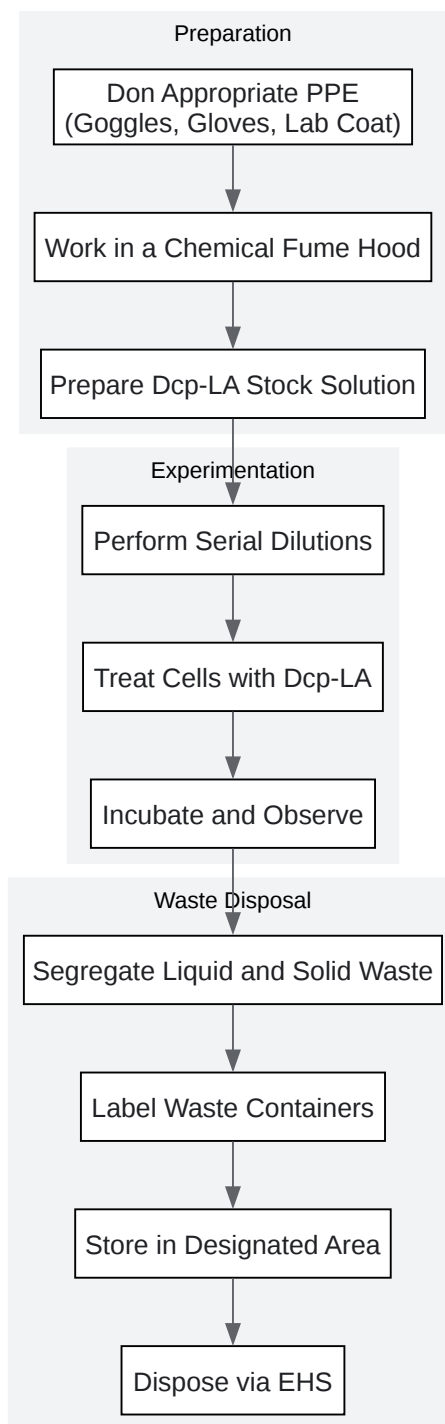 Preparation
Don Appropriate PPE
(Goggles, Gloves, Lab Coat)
Work in a Chemical Fume Hood
Prepare Dcp-LA Stock Solution
Experimentation
Perform Serial Dilutions
Treat Cells with Dcp-LA
Incubate and Observe
Waste Disposal
Segregate Liquid and Solid Waste
Label Waste Containers
Store in Designated Area
Dispose via EHS